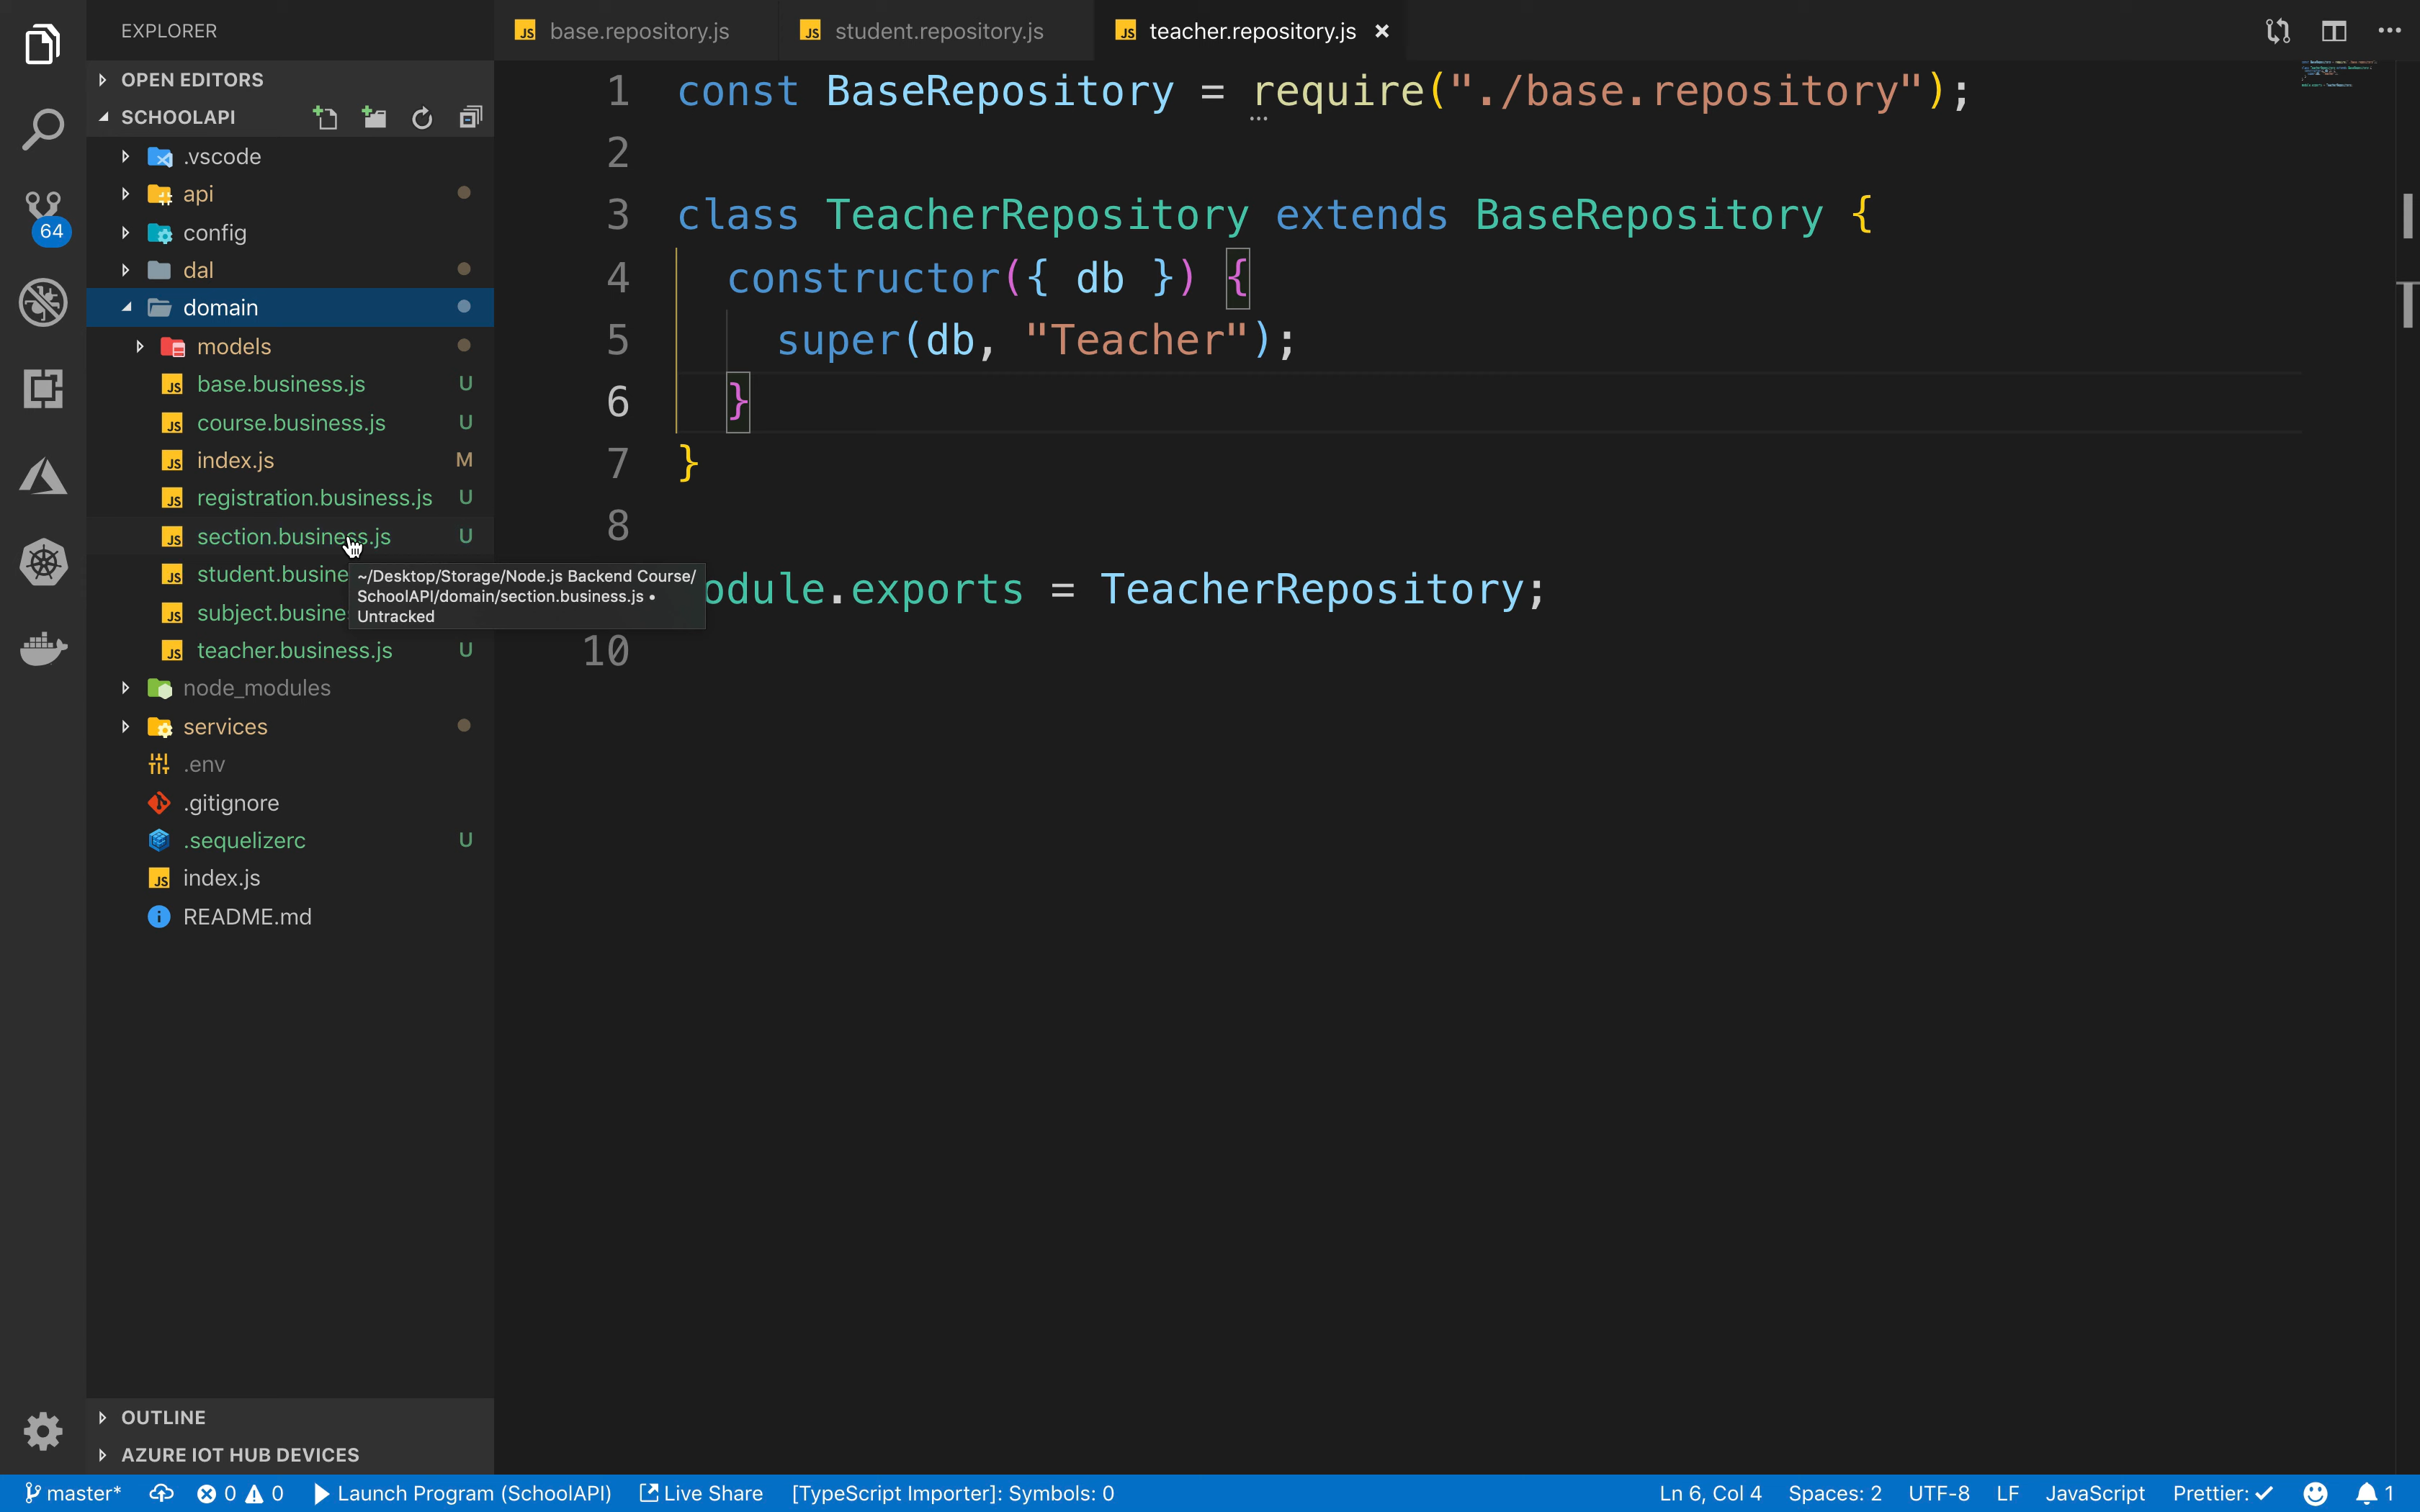 EXPLORER
OPEN EDITORS
SCHOOLAPI
.vscode
api
config
dal
domain
models
base.business.js U
course.business.js U
index.js M
registration.business.js U
section.business.js U
student.busine
subject.busine
teacher.business.js U
node_modules
services
.env
.gitignore
.sequelizerc U
index.js
README.md
OUTLINE
AZURE IOT HUB DEVICES
64
~/Desktop/Storage/Node.js Backend Course/
SchoolAPI/domain/section.business.js •
Untracked
base.repository.js student.repository.js teacher.repository.js
1 const BaseRepository = require("./base.repository");
2
3 class TeacherRepository extends BaseRepository {
4 constructor({ db }) {
5 super(db, "Teacher");
6 }
7 }
8
odule.exports = TeacherRepository;
10
master* 0 0 Launch Program (SchoolAPI) Live Share [TypeScript Importer]: Symbols: 0 Ln 6, Col 4 Spaces: 2 UTF-8 LF JavaScript Prettier: ✓ 1